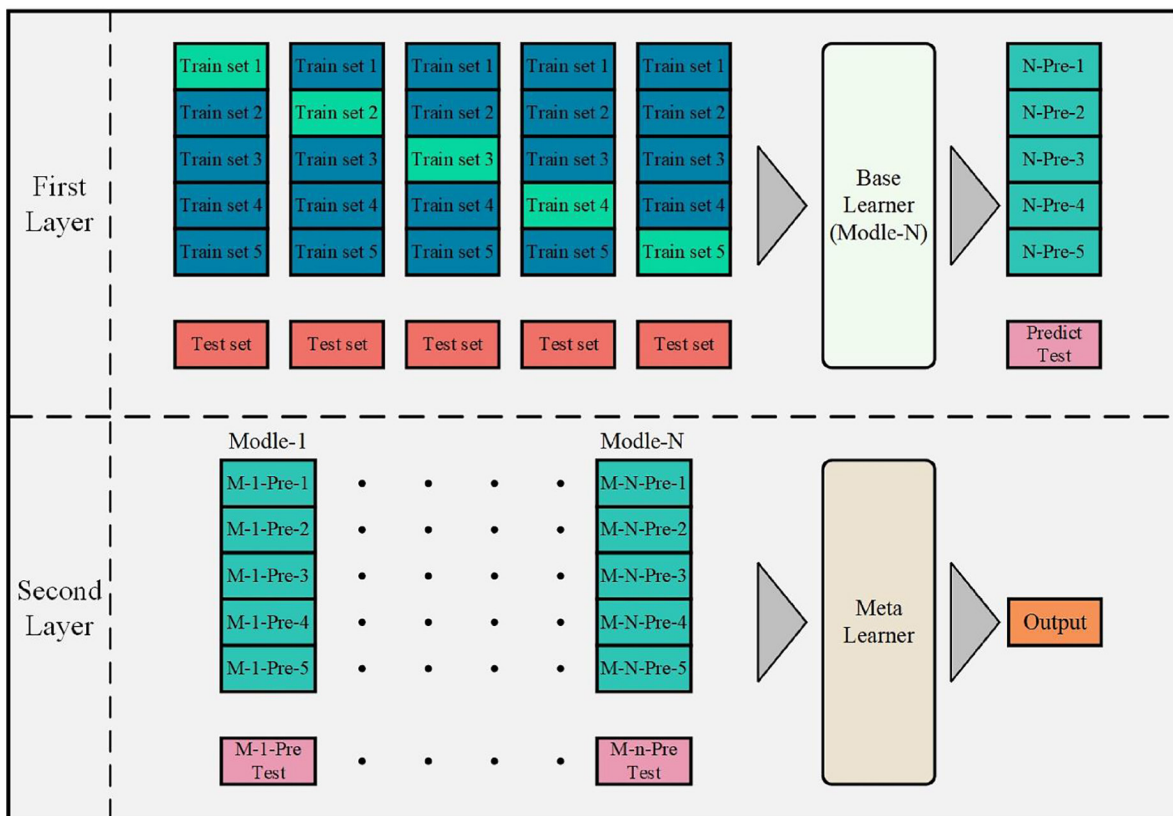 First
Layer
Train set 1
Train set 1
Train set 1
Train set 1
Train set 1
Train set 2
Train set 2
Train set 2
Train set 2
Train set 2
Train set 3
Train set 3
Train set 3
Train set 3
Train set 3
Train set 4
Train set 4
Train set 4
Train set 4
Train set 4
Train set 5
Train set 5
Train set 5
Train set 5
Train set 5
Test set
Test set
Test set
Test set
Test set
Base
Learner
(Modle-N)
N-Pre-1
N-Pre-2
N-Pre-3
N-Pre-4
N-Pre-5
Predict
Test
Second
Layer
Modle-1
M-1-Pre-1
M-1-Pre-2
M-1-Pre-3
M-1-Pre-4
M-1-Pre-5
M-1-Pre
Test
Modle-N
M-N-Pre-1
M-N-Pre-2
M-N-Pre-3
M-N-Pre-4
M-N-Pre-5
M-n-Pre
Test
Meta
Learner
Output